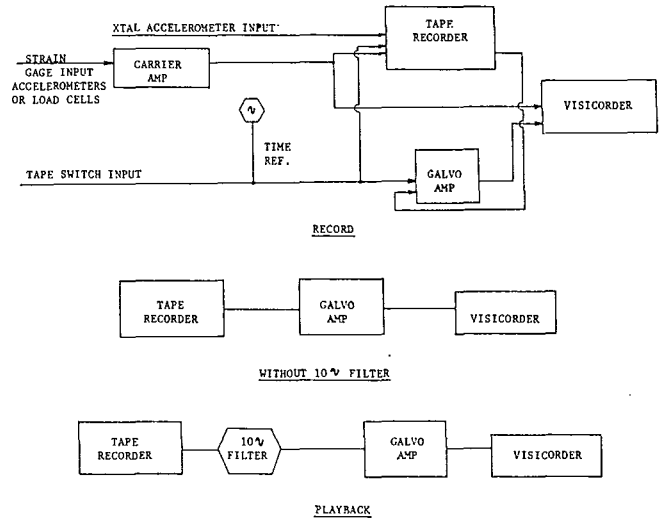 XTAL ACCELEROMETER INPUT
TAPE
RECORDER
STRAIN
GAGE INPUT
ACCELEROMETERS
OR LOAD CELLS
CARRIER
AMP
VISICORDER
∿
TIME
REF.
TAPE SWITCH INPUT
GALVO
AMP
RECORD
TAPE
RECORDER
GALVO
AMP
VISICORDER
WITHOUT 10∿ FILTER
TAPE
RECORDER
10∿
FILTER
GALVO
AMP
VISICORDER
PLAYBACK